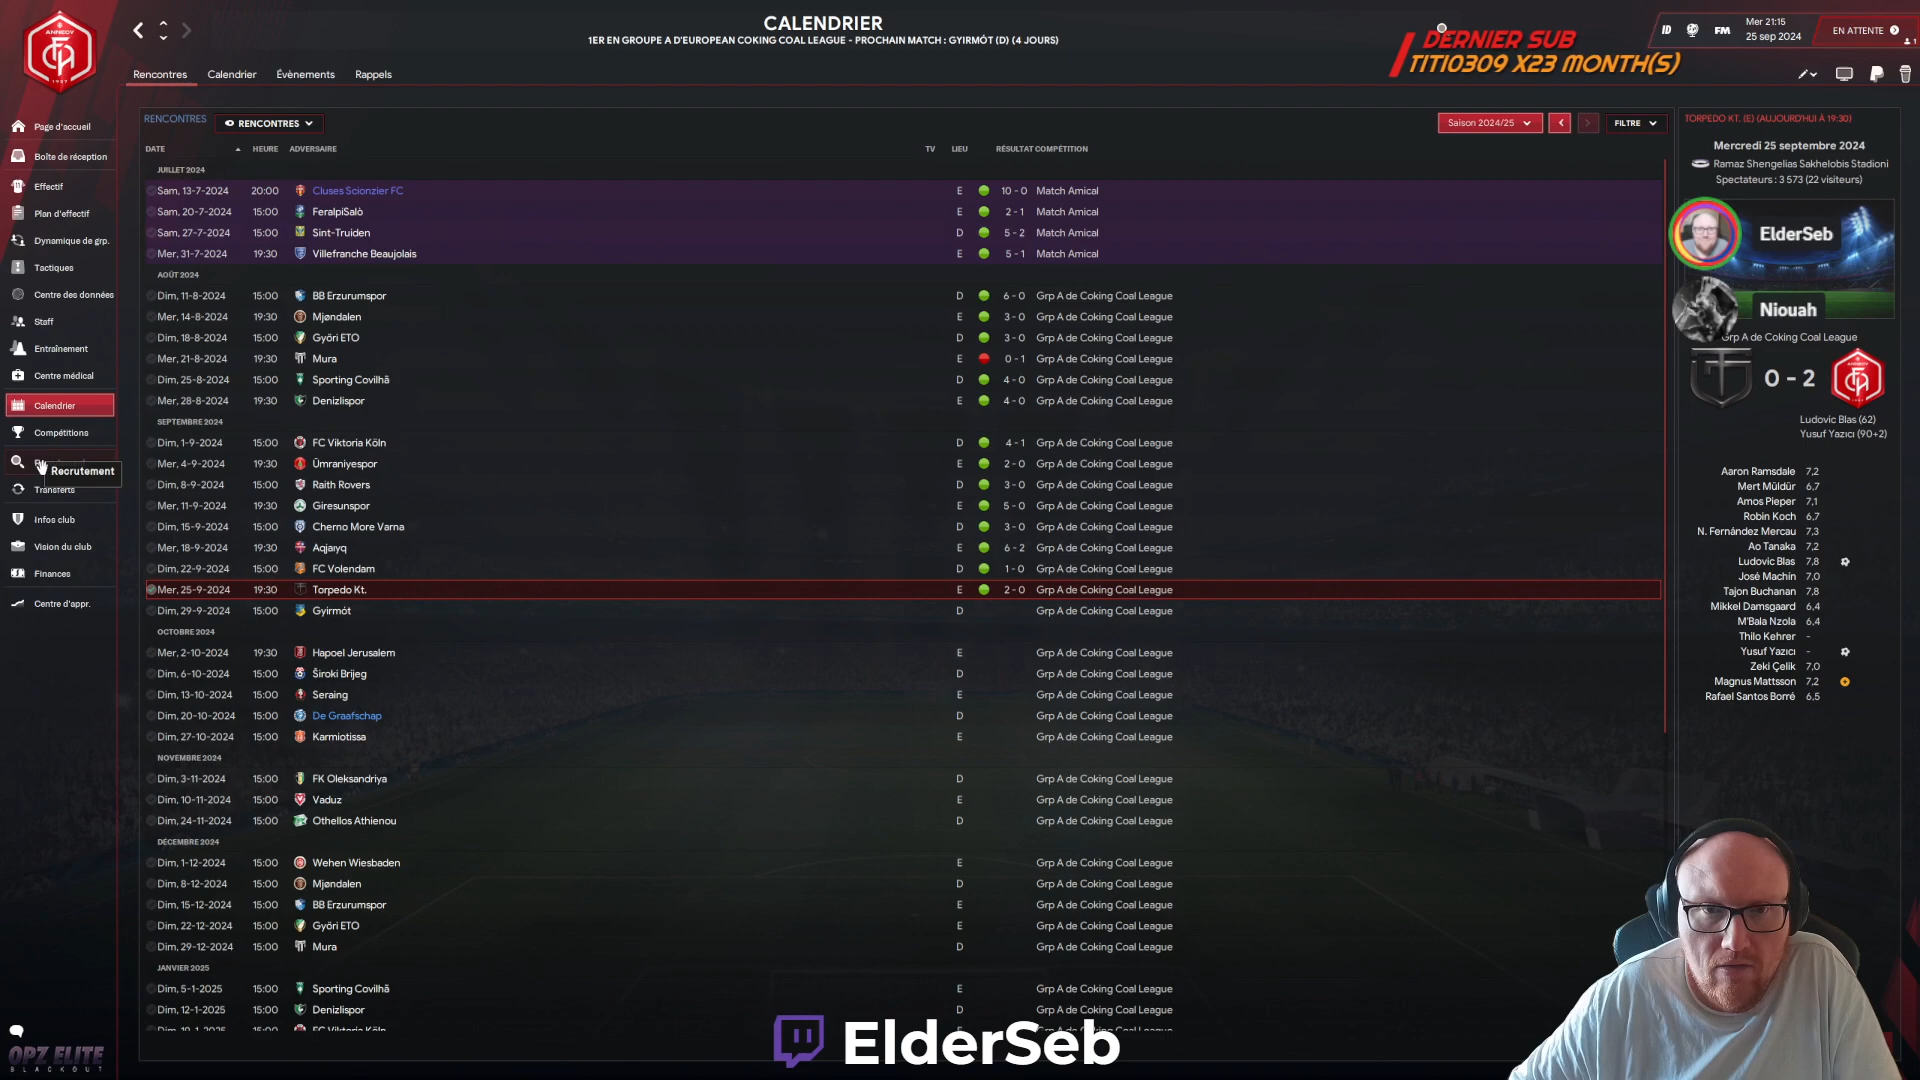 CALENDRIER
1ER EN GROUPE A D'EUROPEAN COKING COAL LEAGUE - PROCHAIN MATCH : GYIRMÓT (D) (4 JOURS)
DERNIER SUB
TITI0309 X23 MONTH(S)
ID FM Mer 21:15
25 sep 2024
EN ATTENTE
1
ANNECY
1927
Rencontres Calendrier Évènements Rappels
Page d'accueil
Boîte de réception
Effectif
Plan d'effectif
Dynamique de grp.
Tactiques
Centre des données
Staff
Entraînement
Centre médical
Calendrier
Compétitions
Recrutement
Transferts
Infos club
Vision du club
Finances
Centre d'appr.
OPZ ELITE
BLACKOUT
RENCONTRES RENCONTRES Saison 2024/25 FILTRE
DATE HEURE ADVERSAIRE TV LIEU RÉSULTAT COMPÉTITION
JUILLET 2024
Sam, 13-7-2024 20:00 Cluses Scionzier FC E 10 - 0 Match Amical
Sam, 20-7-2024 15:00 FeralpiSalò E 2 - 1 Match Amical
Sam, 27-7-2024 15:00 Sint-Truiden D 5 - 2 Match Amical
Mer, 31-7-2024 19:30 Villefranche Beaujolais E 5 - 1 Match Amical
AOÛT 2024
Dim, 11-8-2024 15:00 BB Erzurumspor D 6 - 0 Grp A de Coking Coal League
Mer, 14-8-2024 19:30 Mjøndalen E 3 - 0 Grp A de Coking Coal League
Dim, 18-8-2024 15:00 Győri ETO D 3 - 0 Grp A de Coking Coal League
Mer, 21-8-2024 19:30 Mura E 0 - 1 Grp A de Coking Coal League
Dim, 25-8-2024 15:00 Sporting Covilhã D 4 - 0 Grp A de Coking Coal League
Mer, 28-8-2024 19:30 Denizlispor E 4 - 0 Grp A de Coking Coal League
SEPTEMBRE 2024
Dim, 1-9-2024 15:00 FC Viktoria Köln D 4 - 1 Grp A de Coking Coal League
Mer, 4-9-2024 19:30 Ümraniyespor E 2 - 0 Grp A de Coking Coal League
Dim, 8-9-2024 15:00 Raith Rovers D 3 - 0 Grp A de Coking Coal League
Mer, 11-9-2024 19:30 Giresunspor E 5 - 0 Grp A de Coking Coal League
Dim, 15-9-2024 15:00 Cherno More Varna D 3 - 0 Grp A de Coking Coal League
Mer, 18-9-2024 19:30 Aqjaıyq E 6 - 2 Grp A de Coking Coal League
Dim, 22-9-2024 15:00 FC Volendam D 1 - 0 Grp A de Coking Coal League
Mer, 25-9-2024 19:30 Torpedo Kt. E 2 - 0 Grp A de Coking Coal League
Dim, 29-9-2024 15:00 Gyirmót D Grp A de Coking Coal League
OCTOBRE 2024
Mer, 2-10-2024 19:30 Hapoel Jerusalem E Grp A de Coking Coal League
Dim, 6-10-2024 15:00 Široki Brijeg D Grp A de Coking Coal League
Dim, 13-10-2024 15:00 Seraing E Grp A de Coking Coal League
Dim, 20-10-2024 15:00 De Graafschap D Grp A de Coking Coal League
Dim, 27-10-2024 15:00 Karmiotissa E Grp A de Coking Coal League
NOVEMBRE 2024
Dim, 3-11-2024 15:00 FK Oleksandriya D Grp A de Coking Coal League
Dim, 10-11-2024 15:00 Vaduz E Grp A de Coking Coal League
Dim, 24-11-2024 15:00 Othellos Athienou D Grp A de Coking Coal League
DÉCEMBRE 2024
Dim, 1-12-2024 15:00 Wehen Wiesbaden E Grp A de Coking Coal League
Dim, 8-12-2024 15:00 Mjøndalen D Grp A de Coking Coal League
Dim, 15-12-2024 15:00 BB Erzurumspor E Grp A de Coking Coal League
Dim, 22-12-2024 15:00 Győri ETO E Grp A de Coking Coal League
Dim, 29-12-2024 15:00 Mura D Grp A de Coking Coal League
JANVIER 2025
Dim, 5-1-2025 15:00 Sporting Covilhã E Grp A de Coking Coal League
Dim, 12-1-2025 15:00 Denizlispor D Grp A de Coking Coal League
Dim, 19-1-2025 15:00 FC Viktoria Köln
ElderSeb
TORPEDO KT. (E) (AUJOURD'HUI À 19:30)
Mercredi 25 septembre 2024
Ramaz Shengelias Sakhelobis Stadioni
Spectateurs : 3 573 (22 visiteurs)
ElderSeb
Niouah
Grp A de Coking Coal League
0 - 2
Ludovic Blas (62)
Yusuf Yazıcı (90+2)
Aaron Ramsdale 7,2
Mert Müldür 6,7
Amos Pieper 7,1
Robin Koch 6,7
N. Fernández Mercau 7,3
Ao Tanaka 7,2
Ludovic Blas 7,8
José Machín 7,0
Tajon Buchanan 7,8
Mikkel Damsgaard 6,4
M'Bala Nzola 6,4
Thilo Kehrer -
Yusuf Yazıcı -
Zeki Çelik 7,0
Magnus Mattsson 7,2
Rafael Santos Borré 6,5